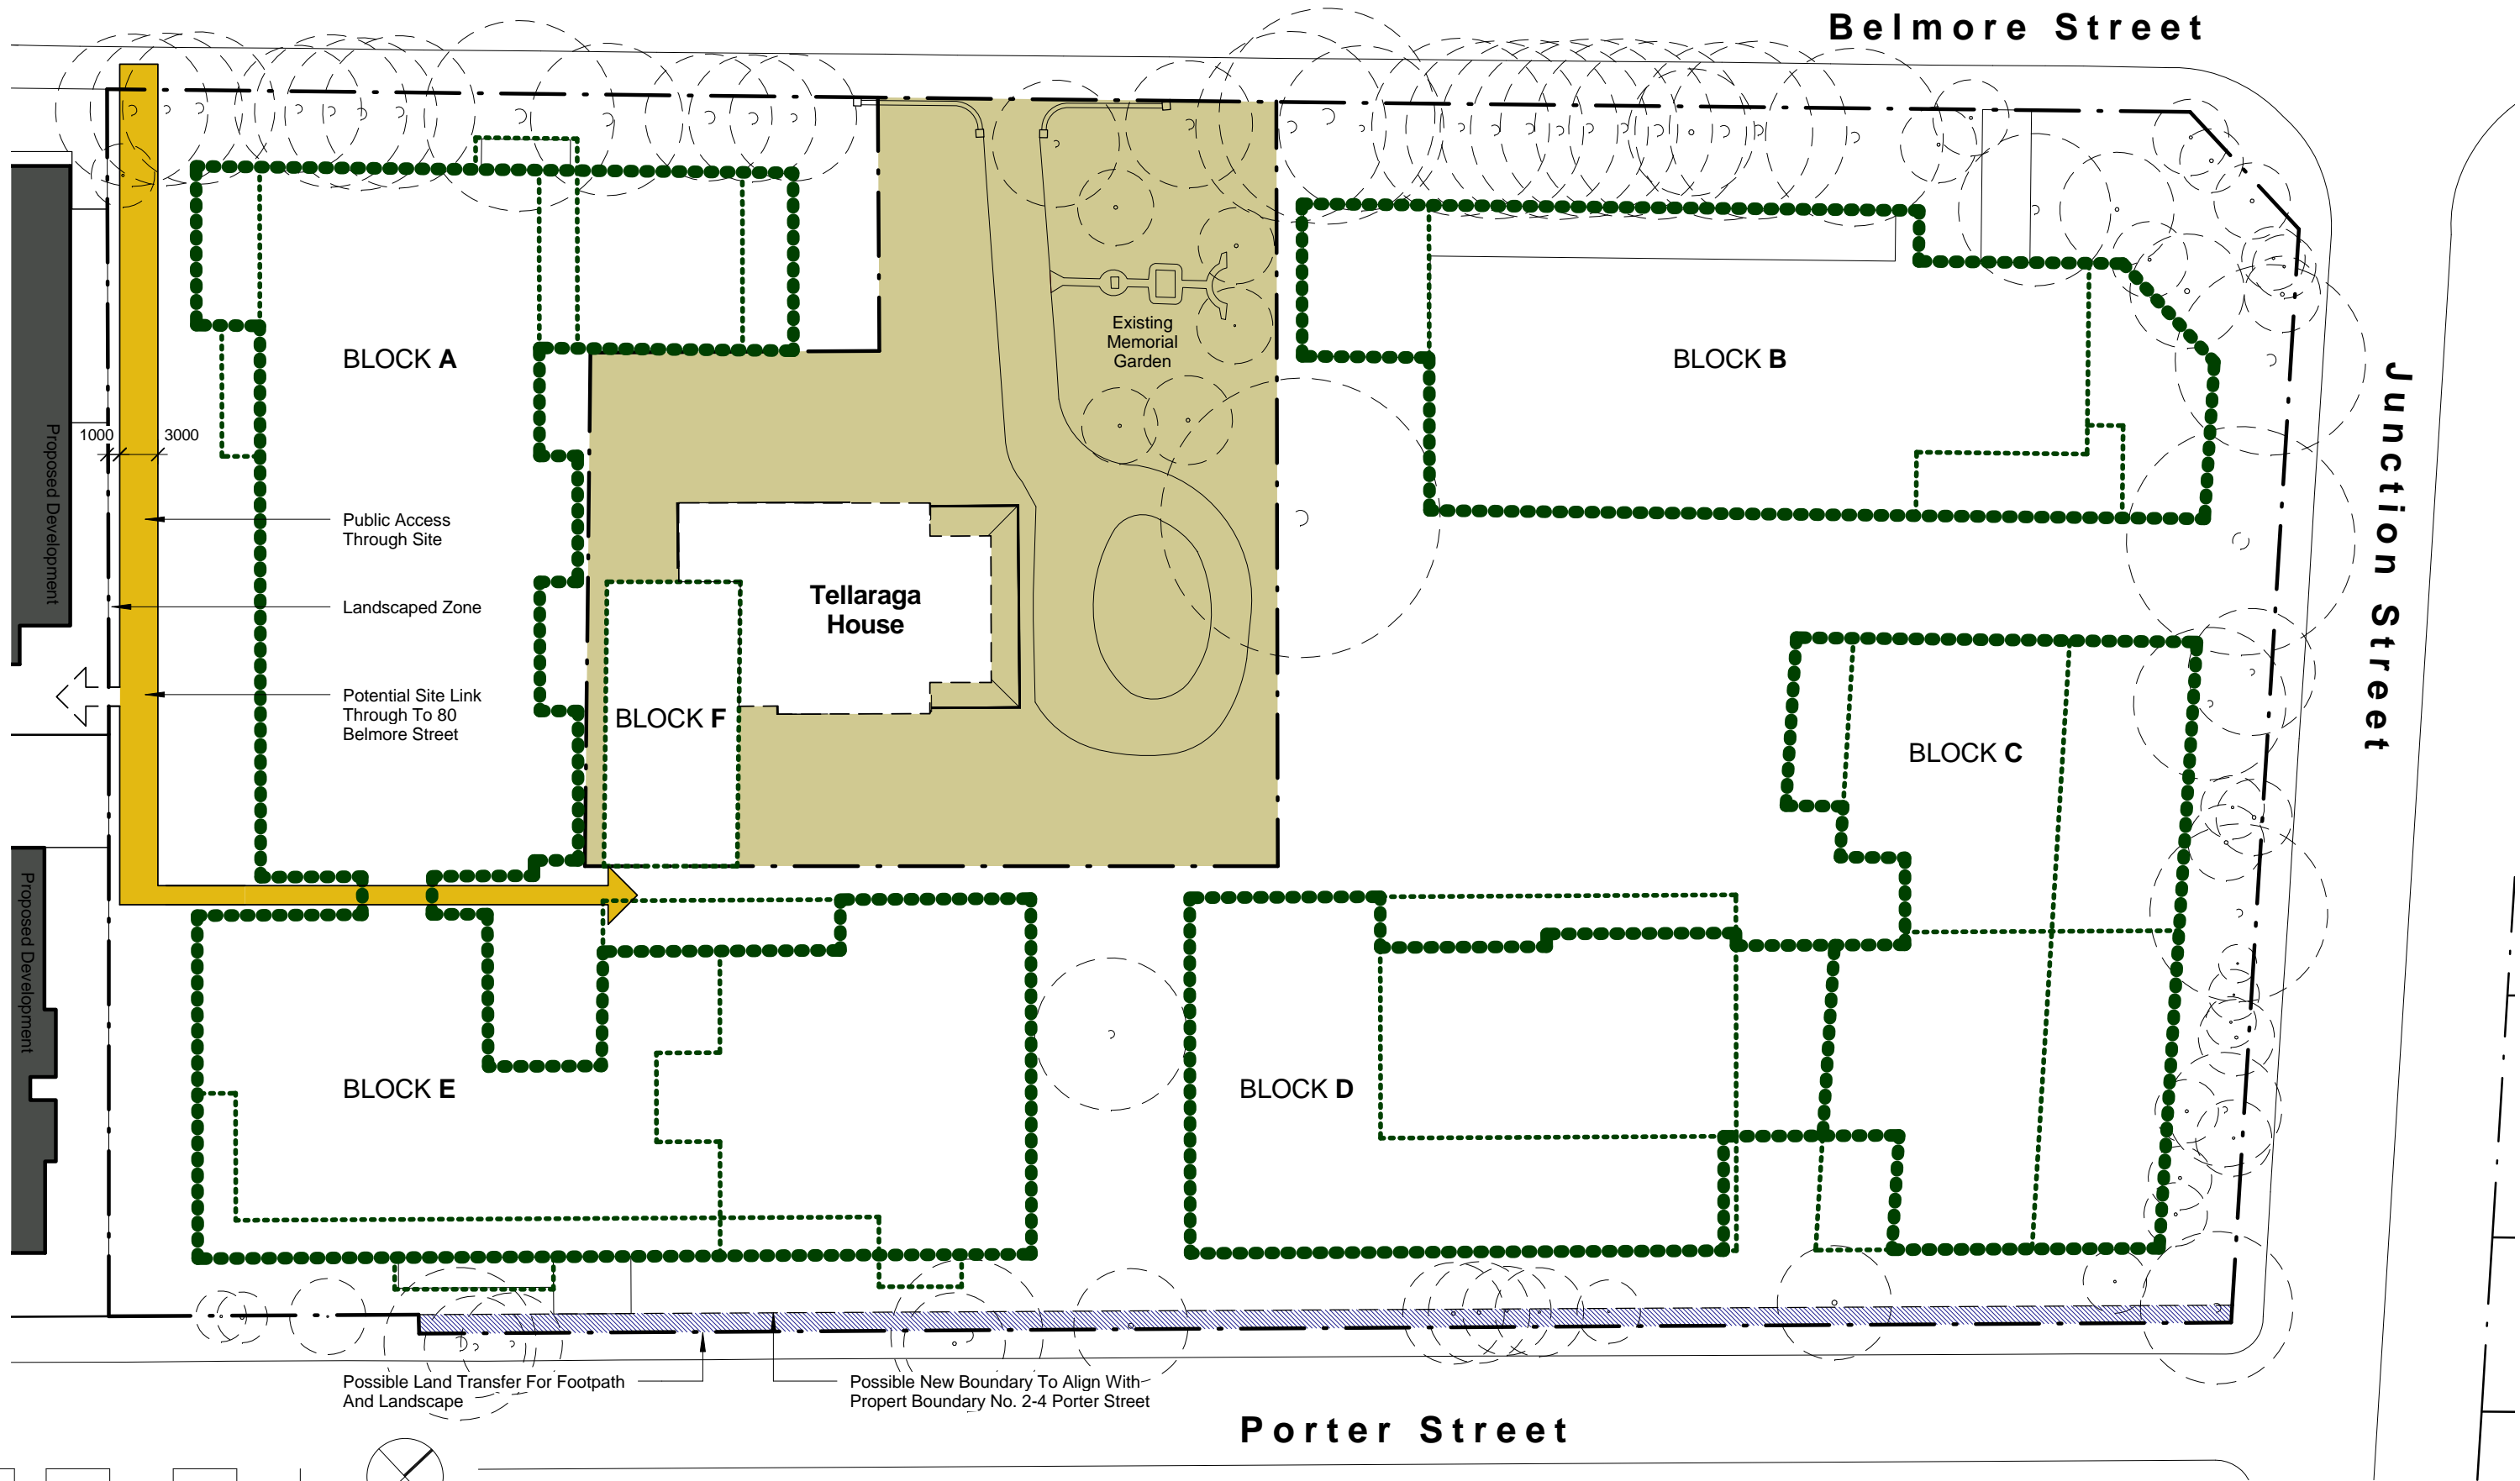 Belmore Street
Junction Street
Existing
Memorial
Garden
BLOCK A
BLOCK B
Proposed Development
1000
3000
Public Access
Through Site
Landscaped Zone
Tellaraga
House
Potential Site Link
Through To 80
Belmore Street
BLOCK F
BLOCK C
Proposed Development
BLOCK E
BLOCK D
Possible Land Transfer For Footpath
And Landscape
Possible New Boundary To Align With
Propert Boundary No. 2-4 Porter Street
Porter Street